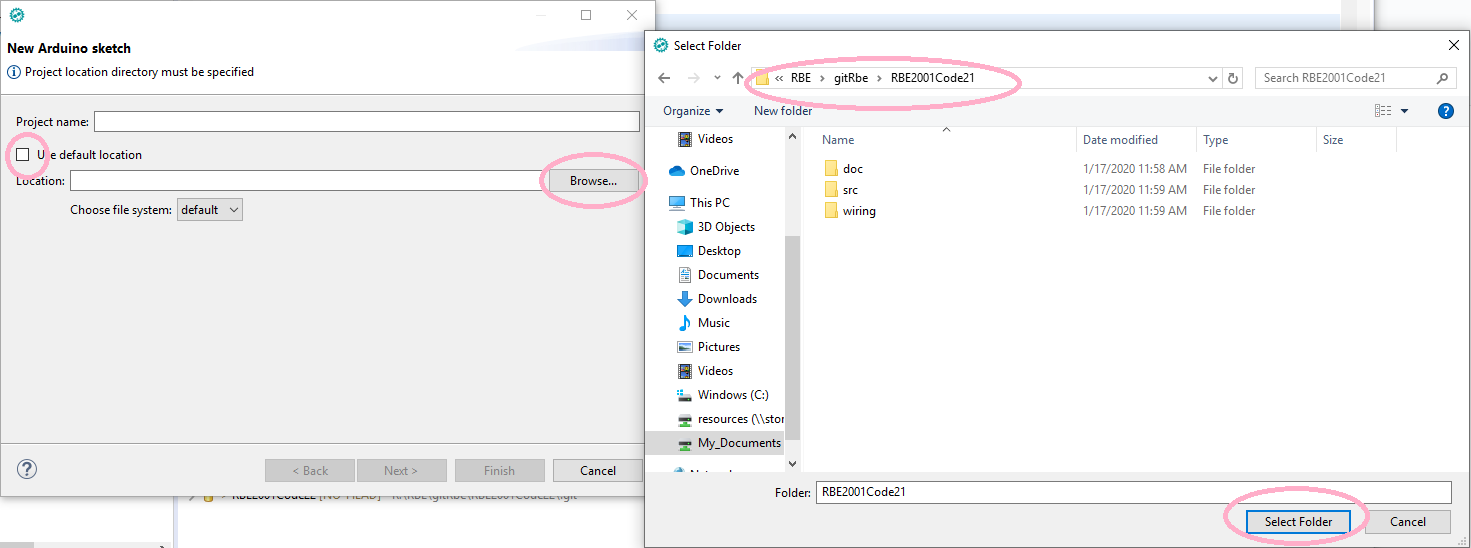 New Arduino sketch
Project location directory must be specified
Project name:
Use default location
Location:
Browse...
Choose file system: default
< Back
Next >
Finish
Cancel
Select Folder
« RBE > gitRbe > RBE2001Code21
Search RBE2001Code21
Organize
New folder
Videos
OneDrive
This PC
3D Objects
Desktop
Documents
Downloads
Music
Pictures
Videos
Windows (C:)
resources (\\stor
My_Documents
Name Date modified Type Size
doc 1/17/2020 11:58 AM File folder
src 1/17/2020 11:59 AM File folder
wiring 1/17/2020 11:59 AM File folder
Folder: RBE2001Code21
Select Folder
Cancel